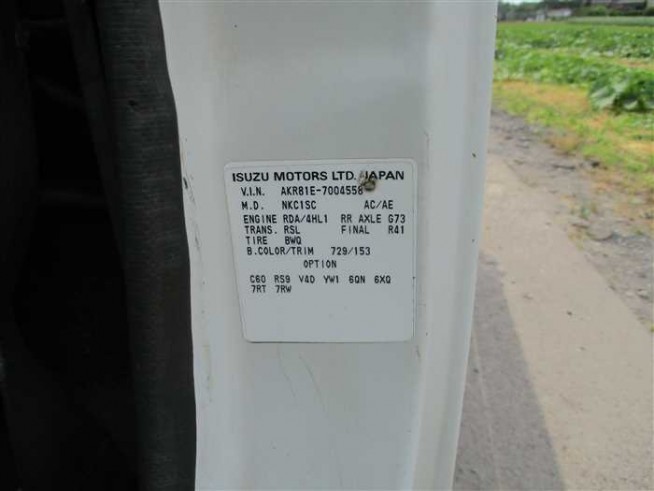 ISUZU MOTORS LTD. JAPAN
V.I.N. AKR81E-7004558
M.D. NKC1SC AC/AE
ENGINE RDA/4HL1 RR AXLE G73
TRANS. RSL FINAL R41
TIRE BWQ
B.COLOR/TRIM 729/153
OPTION
C60 RS9 V4D YW1 6QN 6XQ
7RT 7RW